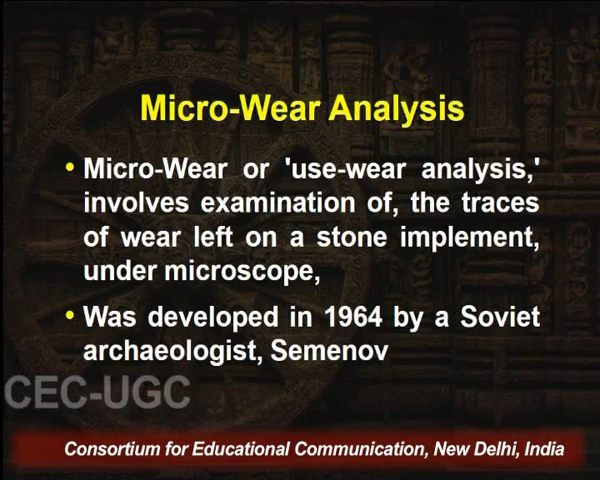 Micro-Wear Analysis
• Micro-Wear or 'use-wear analysis,'
involves examination of, the traces
of wear left on a stone implement,
under microscope,
• Was developed in 1964 by a Soviet
archaeologist, Semenov
CEC-UGC
Consortium for Educational Communication, New Delhi, India